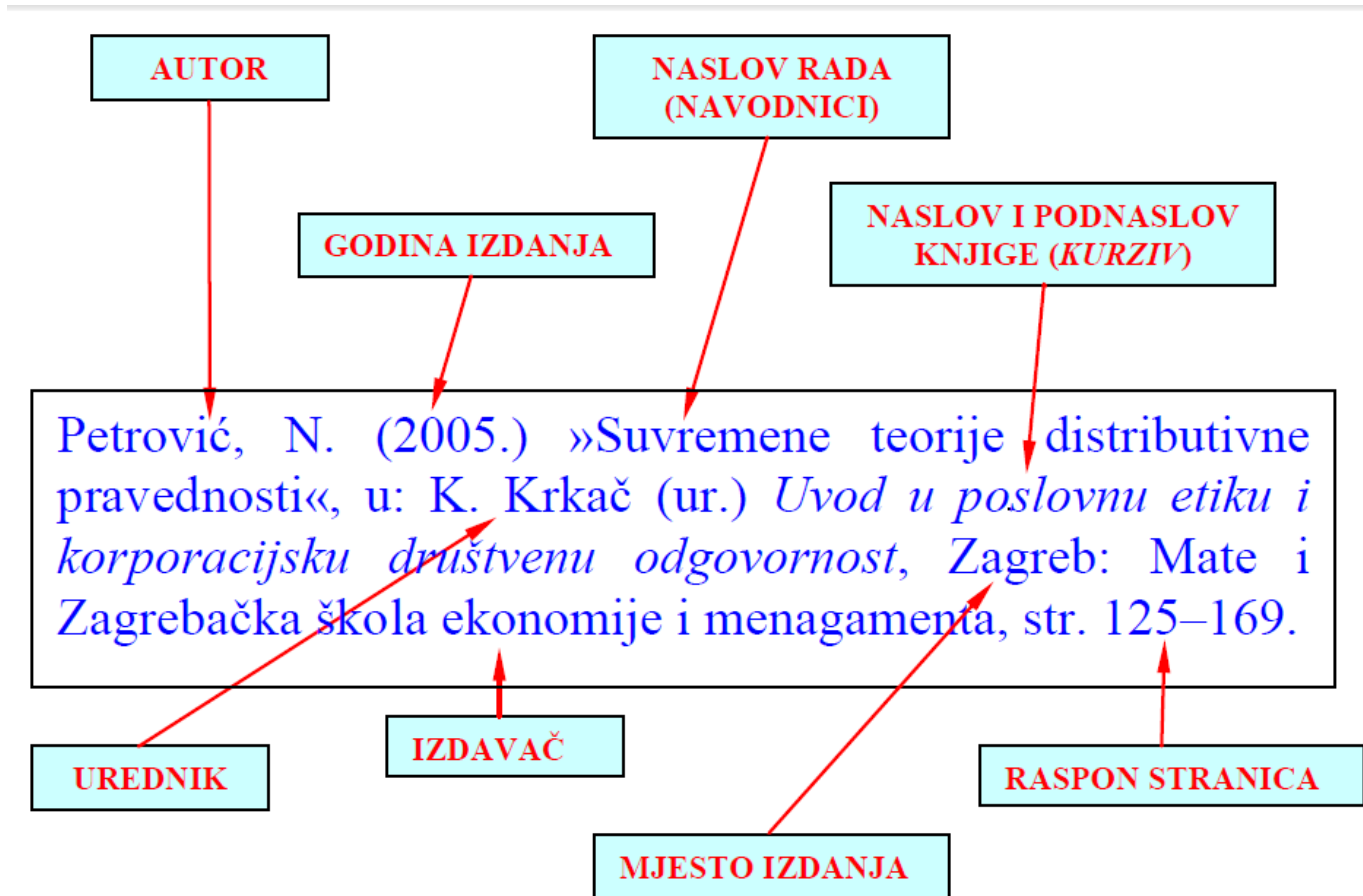 AUTOR
NASLOV RADA
(NAVODNICI)
NASLOV I PODNASLOV
KNJIGE (KURZIV)
GODINA IZDANJA
Petrović, N. (2005.) »Suvremene teorije distributivne
pravednosti«, u: K. Krkač (ur.) Uvod u poslovnu etiku i
korporacijsku društvenu odgovornost, Zagreb: Mate i
Zagrebačka škola ekonomije i menagamenta, str. 125–169.
IZDAVAČ
UREDNIK
RASPON STRANICA
MJESTO IZDANJA